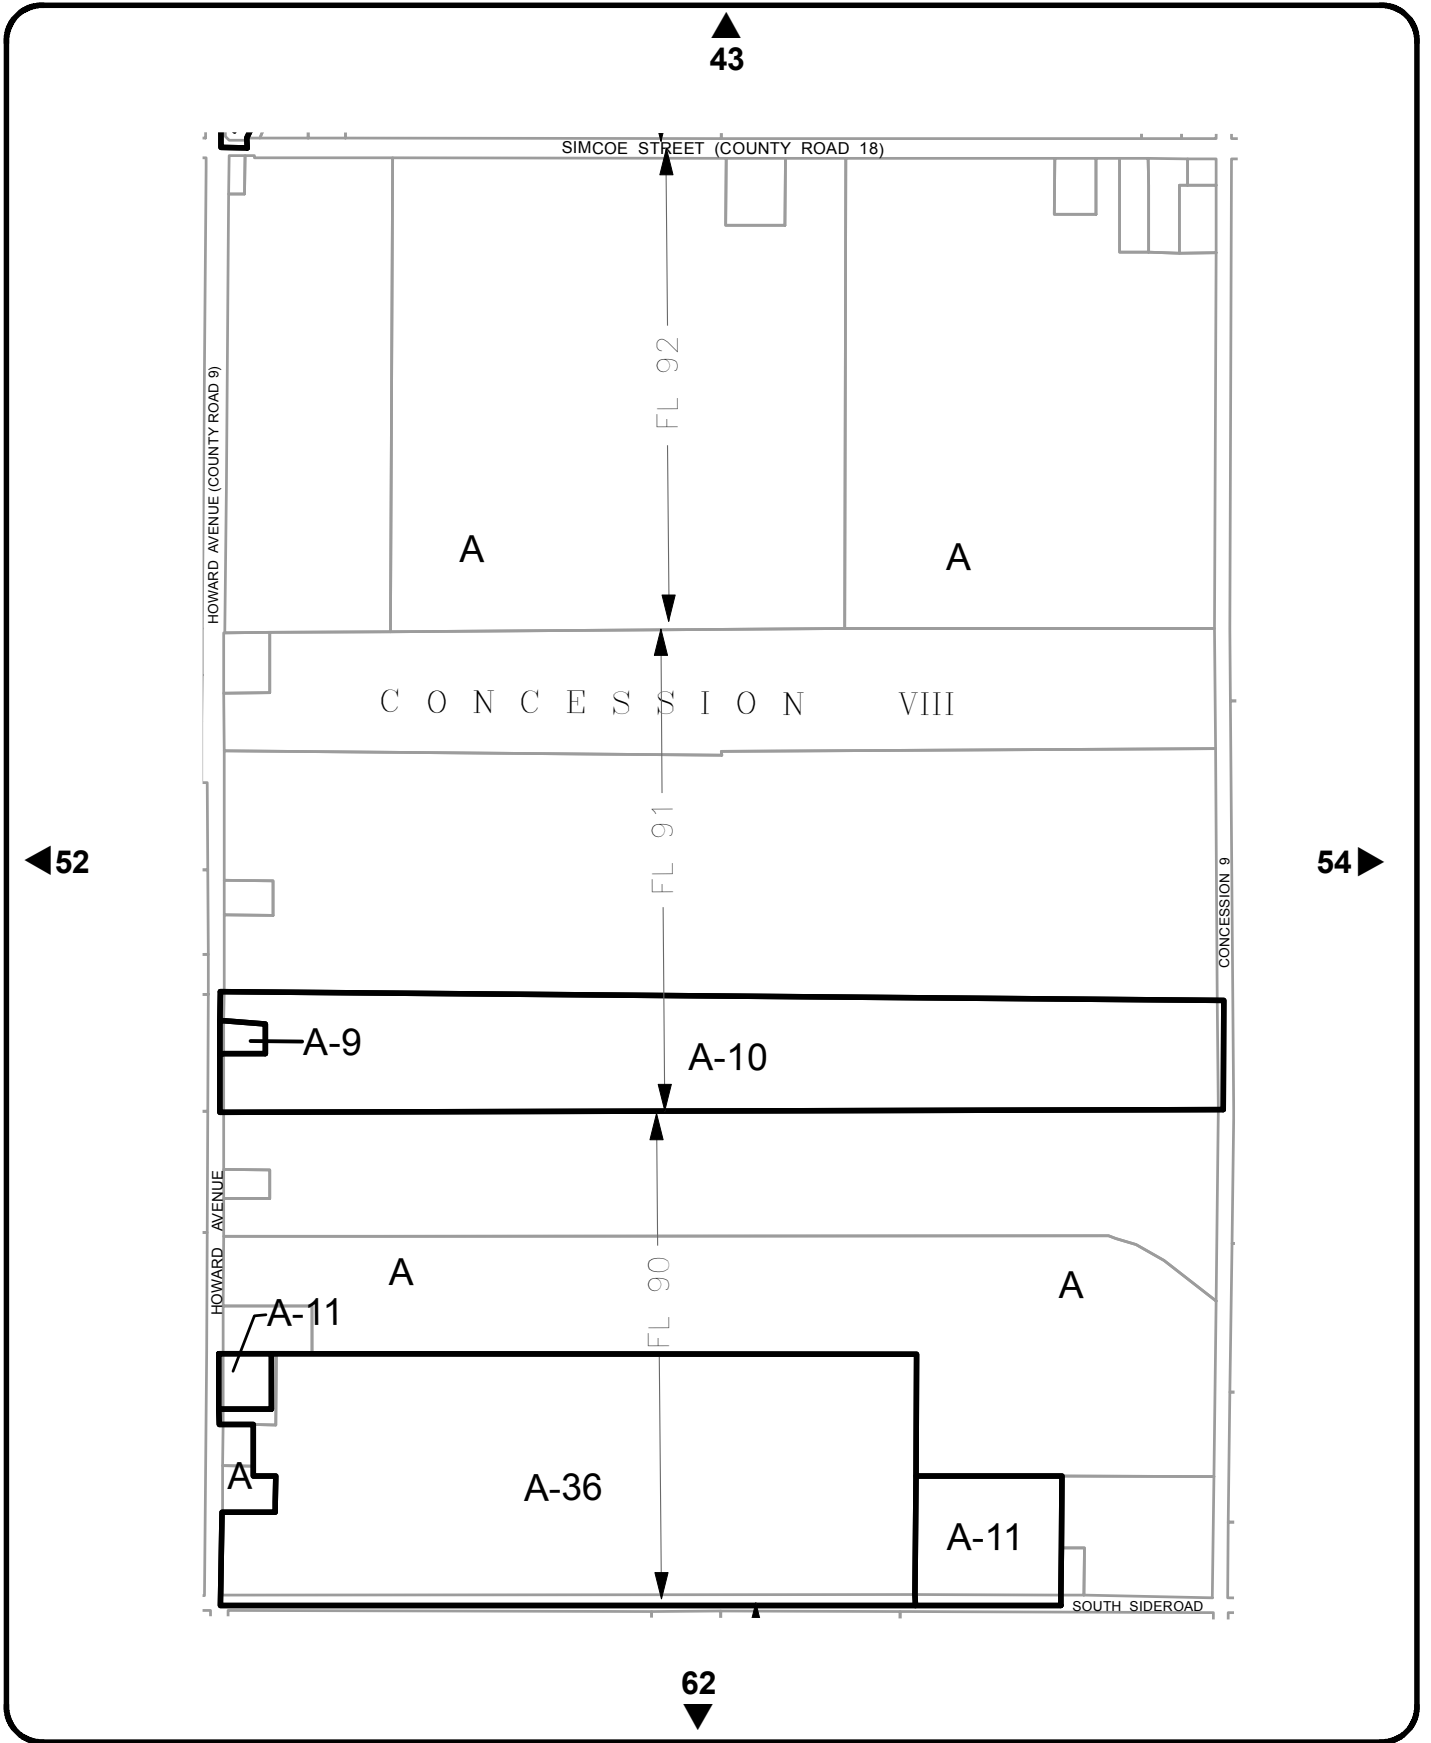 43
SIMCOE STREET (COUNTY ROAD 18)
HOWARD AVENUE (COUNTY ROAD 9)
FL 92
A
A
CONCESSION VIII
FL 91
52
54
CONCESSION 9
A-9
A-10
HOWARD AVENUE
FL 90
A
A
A-11
A
A-36
A-11
SOUTH SIDEROAD
62